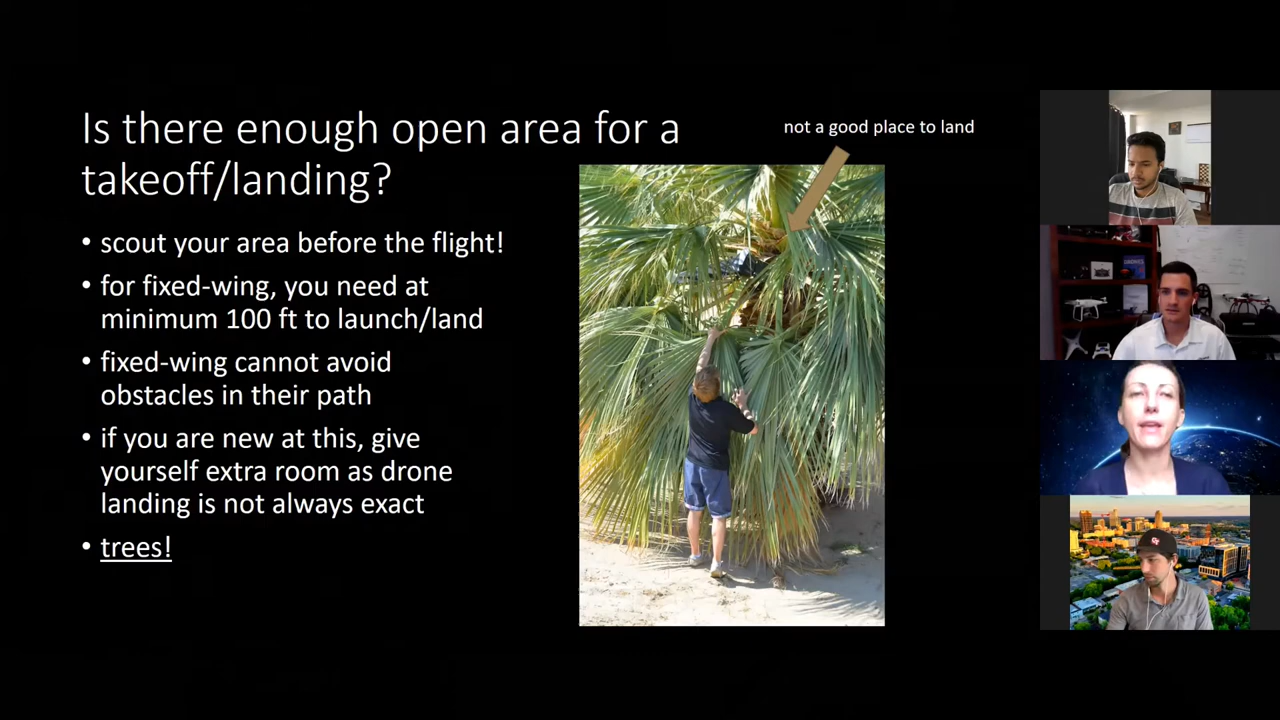 Is there enough open area for a
takeoff/landing?
not a good place to land
• scout your area before the flight!
• for fixed-wing, you need at
minimum 100 ft to launch/land
• fixed-wing cannot avoid
obstacles in their path
• if you are new at this, give
yourself extra room as drone
landing is not always exact
• trees!